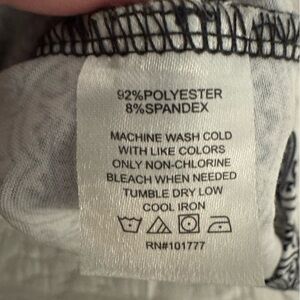 92%POLYESTER
8%SPANDEX
MACHINE WASH COLD
WITH LIKE COLORS
ONLY NON-CHLORINE
BLEACH WHEN NEEDED
TUMBLE DRY LOW
COOL IRON
RN#101777